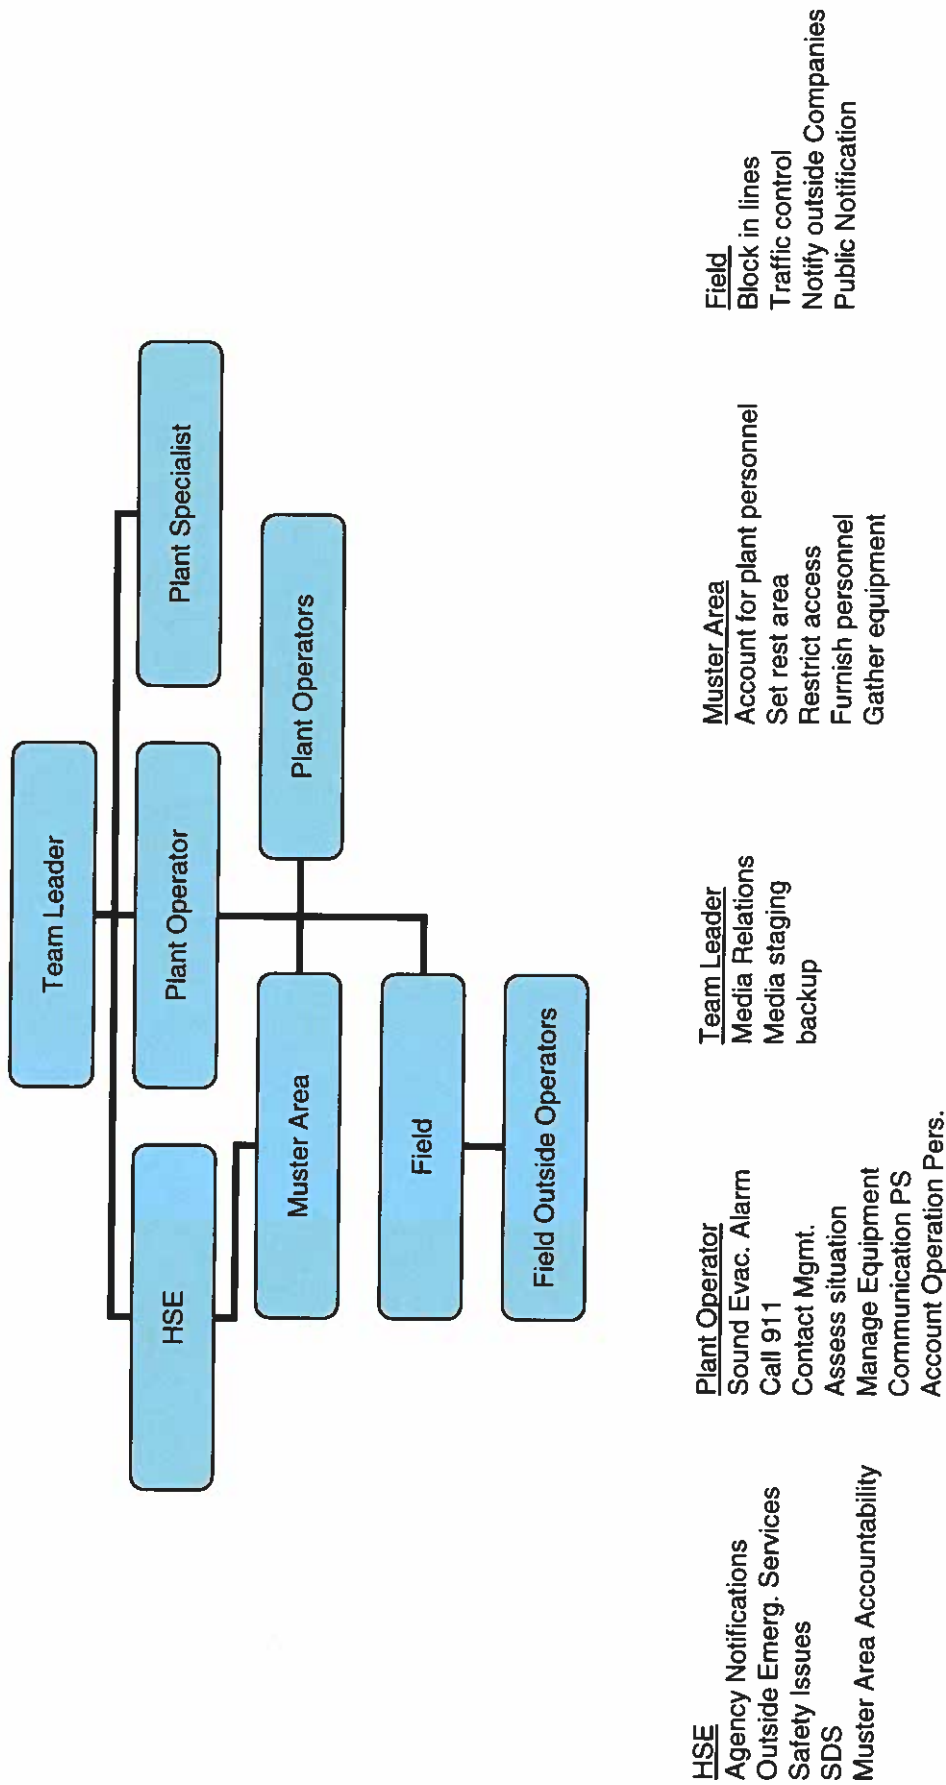 Team Leader
HSE
Plant Operator
Plant Specialist
Muster Area
Plant Operators
Field
Field Outside Operators
HSE
Agency Notifications
Outside Emerg. Services
Safety Issues
SDS
Muster Area Accountability
Plant Operator
Sound Evac. Alarm
Call 911
Contact Mgmt.
Assess situation
Manage Equipment
Communication PS
Account Operation Pers.
Team Leader
Media Relations
Media staging
backup
Muster Area
Account for plant personnel
Set rest area
Restrict access
Furnish personnel
Gather equipment
Field
Block in lines
Traffic control
Notify outside Companies
Public Notification